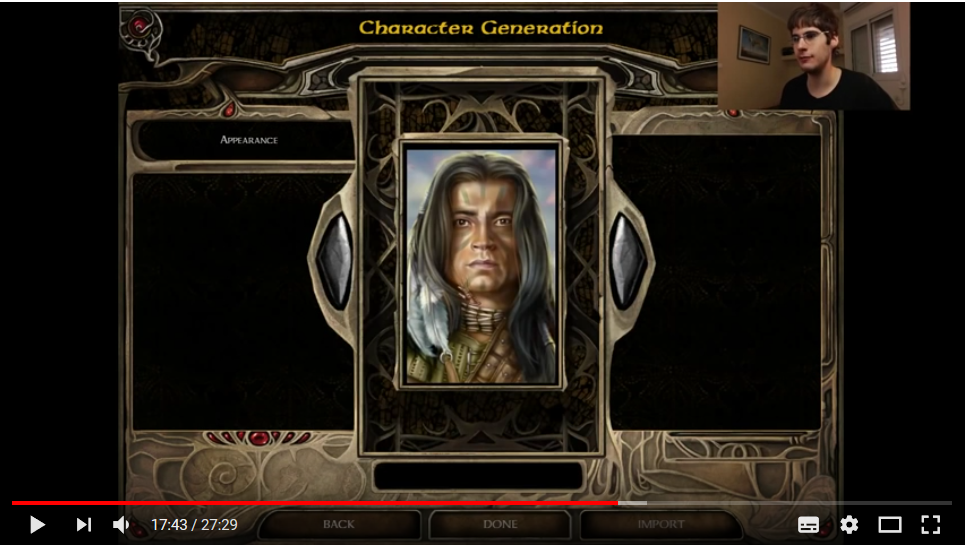 Character Generation
Appearance
17:43 / 27:29
BACK
DONE
IMPORT